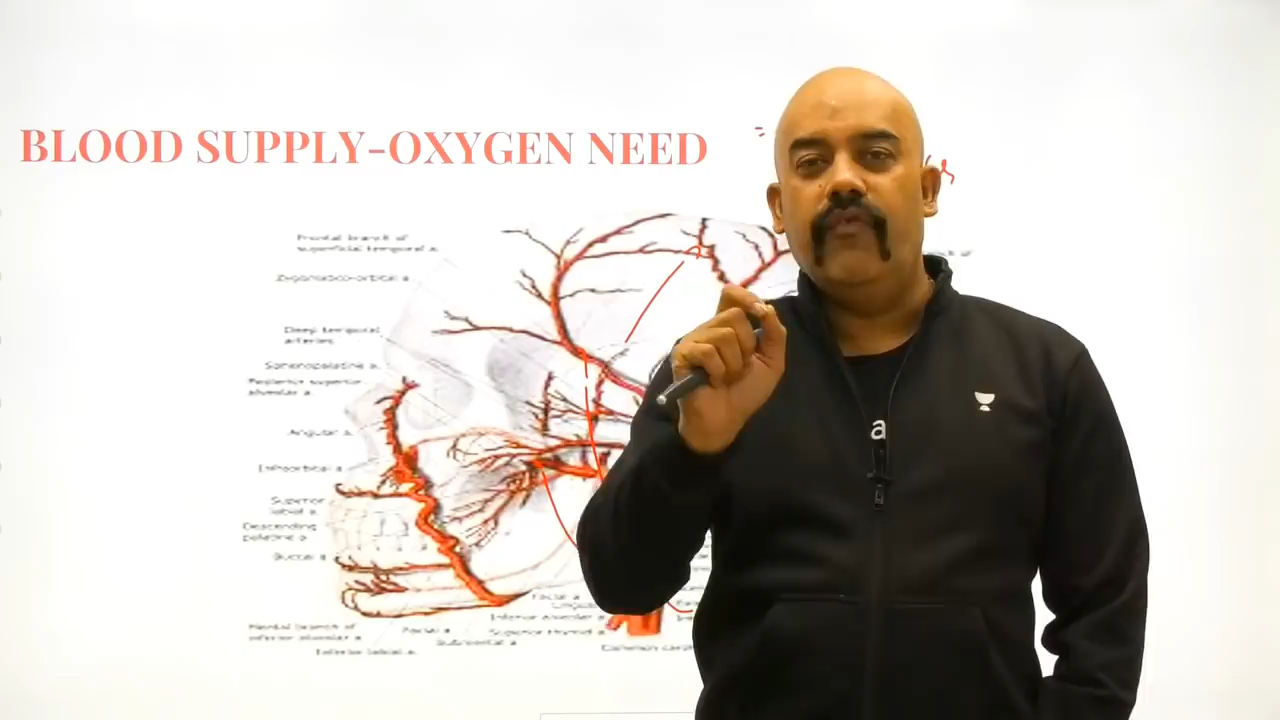 BLOOD SUPPLY-OXYGEN NEED
Frontal branch of
superficial temporal a.
Zygomatico-orbital a.
Deep temporal
arteries
Sphenopalatine a.
Posterior superior
alveolar a.
Angular a.
Infraorbital a.
Superior
labial a.
Descending
palatine a.
Buccal a.
Mental branch of
inferior alveolar a.
Inferior labial a.
Facial a.
Submental a.
Facial a.
Inferior alveolar a.
Superior thyroid a.
Common
a